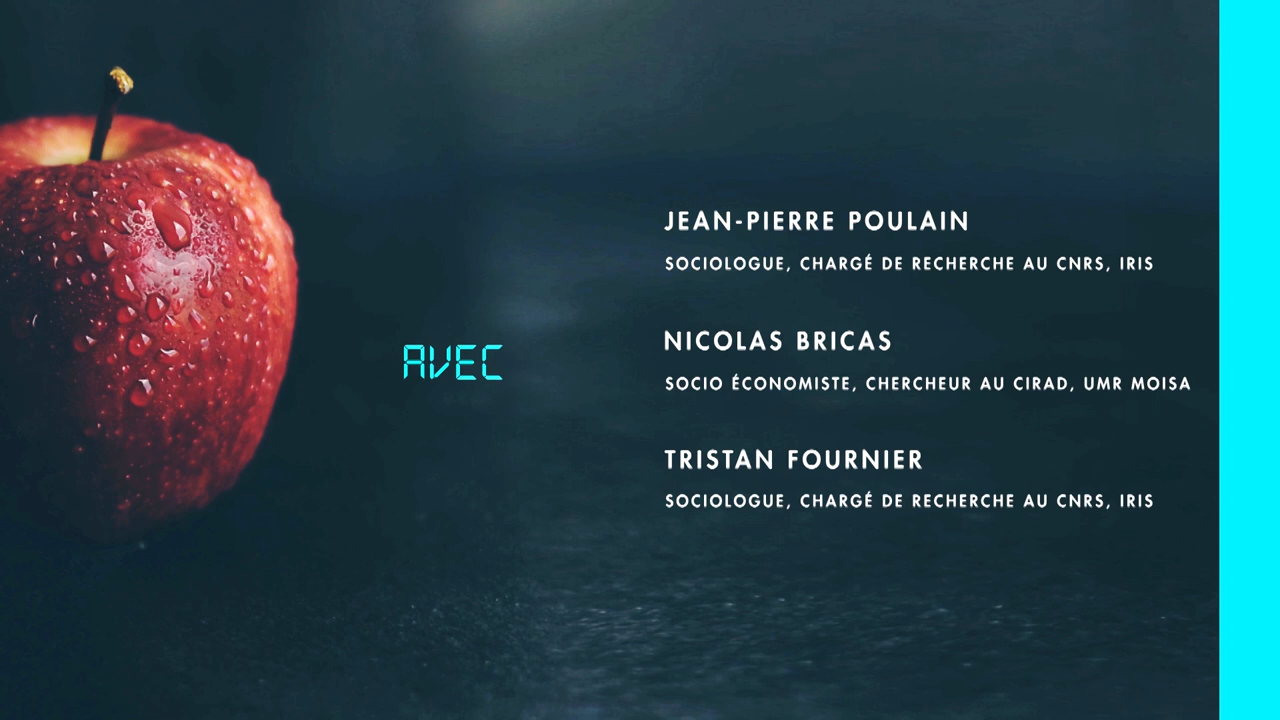 AVEC
JEAN-PIERRE POULAIN
SOCIOLOGUE, CHARGÉ DE RECHERCHE AU CNRS, IRIS
NICOLAS BRICAS
SOCIO ÉCONOMISTE, CHERCHEUR AU CIRAD, UMR MOISA
TRISTAN FOURNIER
SOCIOLOGUE, CHARGÉ DE RECHERCHE AU CNRS, IRIS